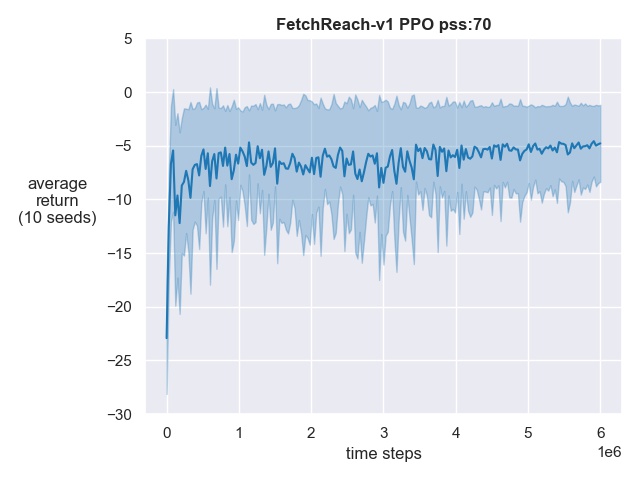 FetchReach-v1 PPO pss:70
5
0
−5
−10
−15
−20
−25
−30
average
return
(10 seeds)
0 1 2 3 4 5 6
1e6
time steps